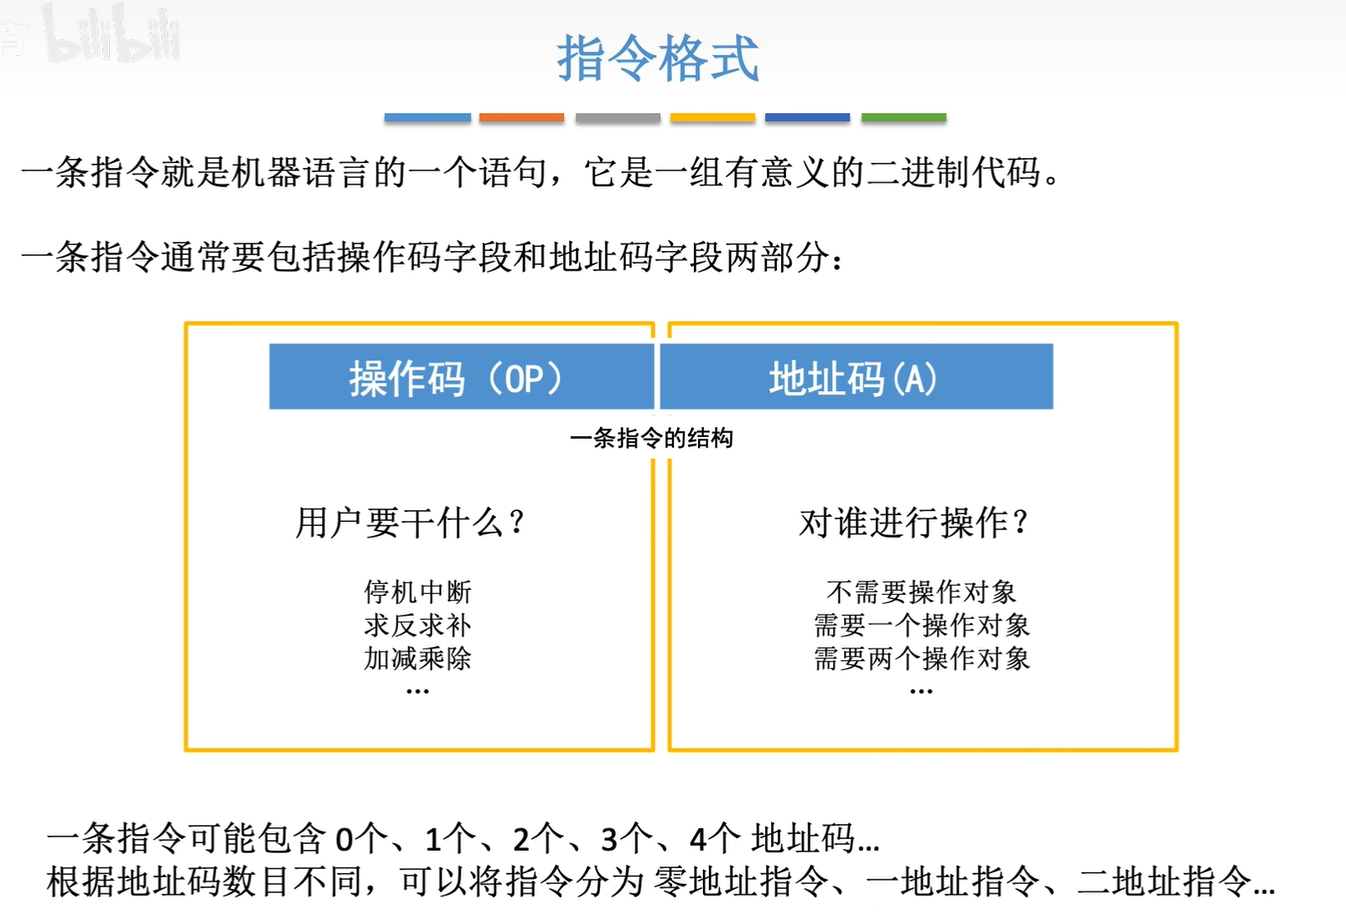 育 bilibili
指令格式
一条指令就是机器语言的一个语句，它是一组有意义的二进制代码。
一条指令通常要包括操作码字段和地址码字段两部分：
操作码（OP） 地址码(A)
一条指令的结构
用户要干什么？
停机中断
求反求补
加减乘除
...
对谁进行操作？
不需要操作对象
需要一个操作对象
需要两个操作对象
...
一条指令可能包含 0个、1个、2个、3个、4个 地址码...
根据地址码数目不同，可以将指令分为 零地址指令、一地址指令、二地址指令...